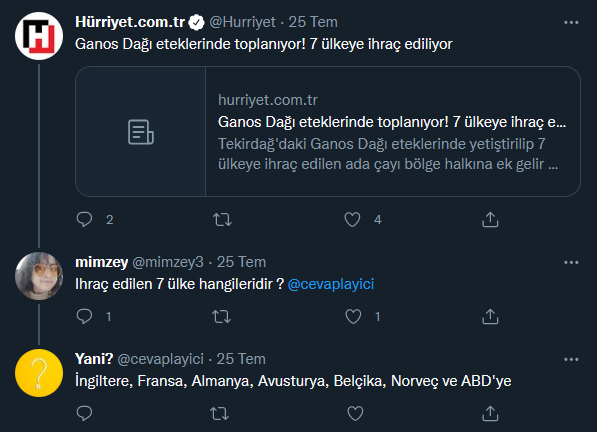 Hürriyet.com.tr @Hurriyet · 25 Tem
Ganos Dağı eteklerinde toplanıyor! 7 ülkeye ihraç ediliyor
hurriyet.com.tr
Ganos Dağı eteklerinde toplanıyor! 7 ülkeye ihraç e...
Tekirdağ'daki Ganos Dağı eteklerinde yetiştirilip 7
ülkeye ihraç edilen ada çayı bölge halkına ek gelir ...
2 4
mimzey @mimzey3 · 25 Tem
Ihraç edilen 7 ülke hangileridir ? @cevaplayici
1 1
Yani? @cevaplayici · 25 Tem
İngiltere, Fransa, Almanya, Avusturya, Belçika, Norveç ve ABD'ye